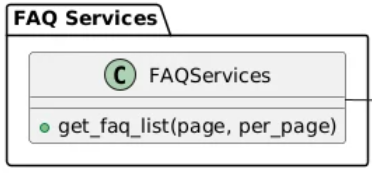 FAQ Services
C FAQServices
get_faq_list(page, per_page)